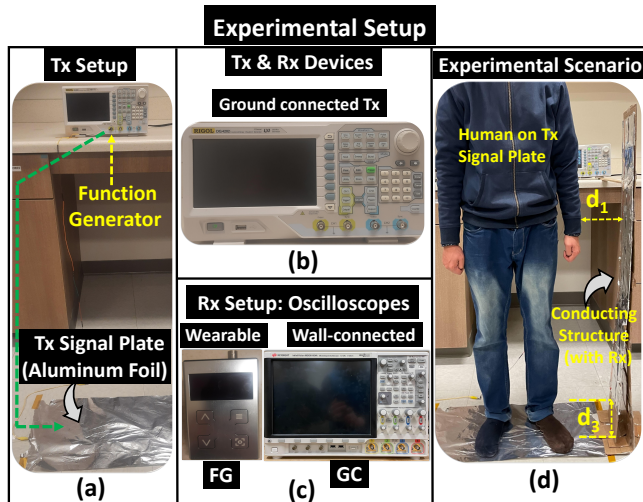 Experimental Setup
Tx Setup
Function
Generator
Tx Signal Plate
(Aluminum Foil)
(a)
Tx & Rx Devices
Ground connected Tx
RIGOL
(b)
Rx Setup: Oscilloscopes
Wearable
Wall-connected
FG
GC
(c)
Experimental Scenario
Human on Tx
Signal Plate
d1
Conducting
Structure
(with Rx)
d3
(d)